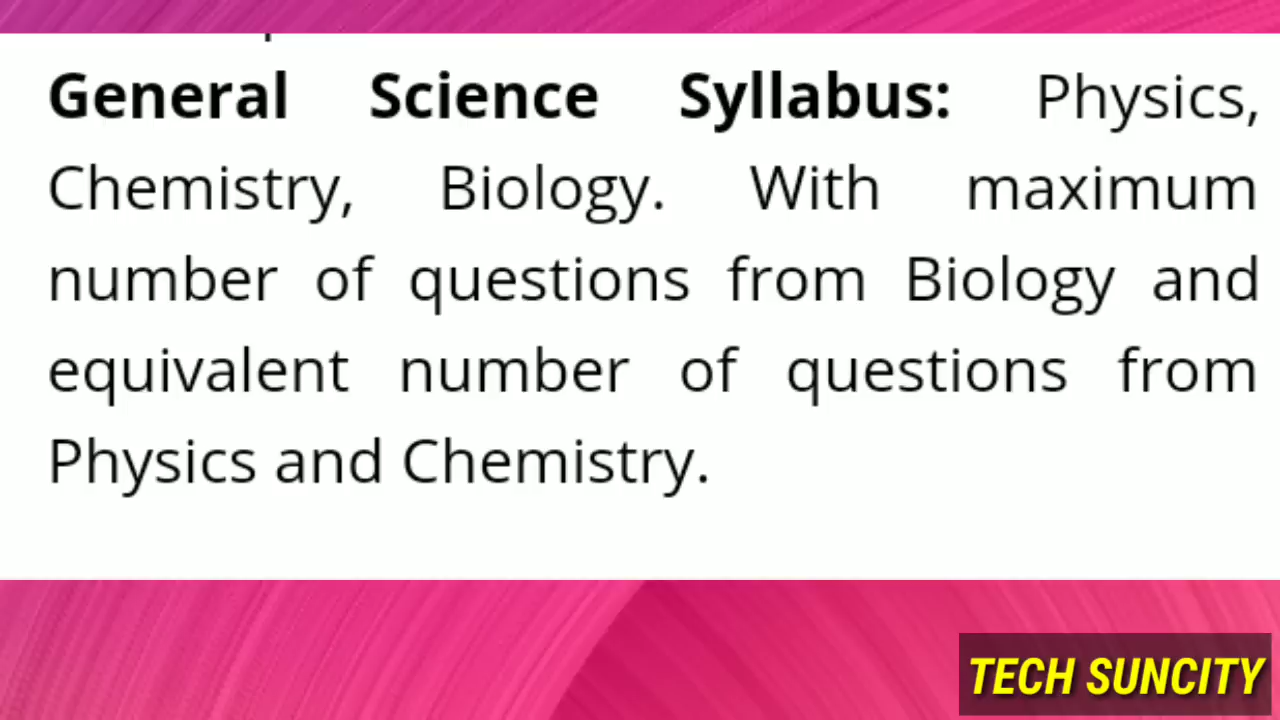 General Science Syllabus: Physics,
Chemistry, Biology. With maximum
number of questions from Biology and
equivalent number of questions from
Physics and Chemistry.
TECH SUNCITY